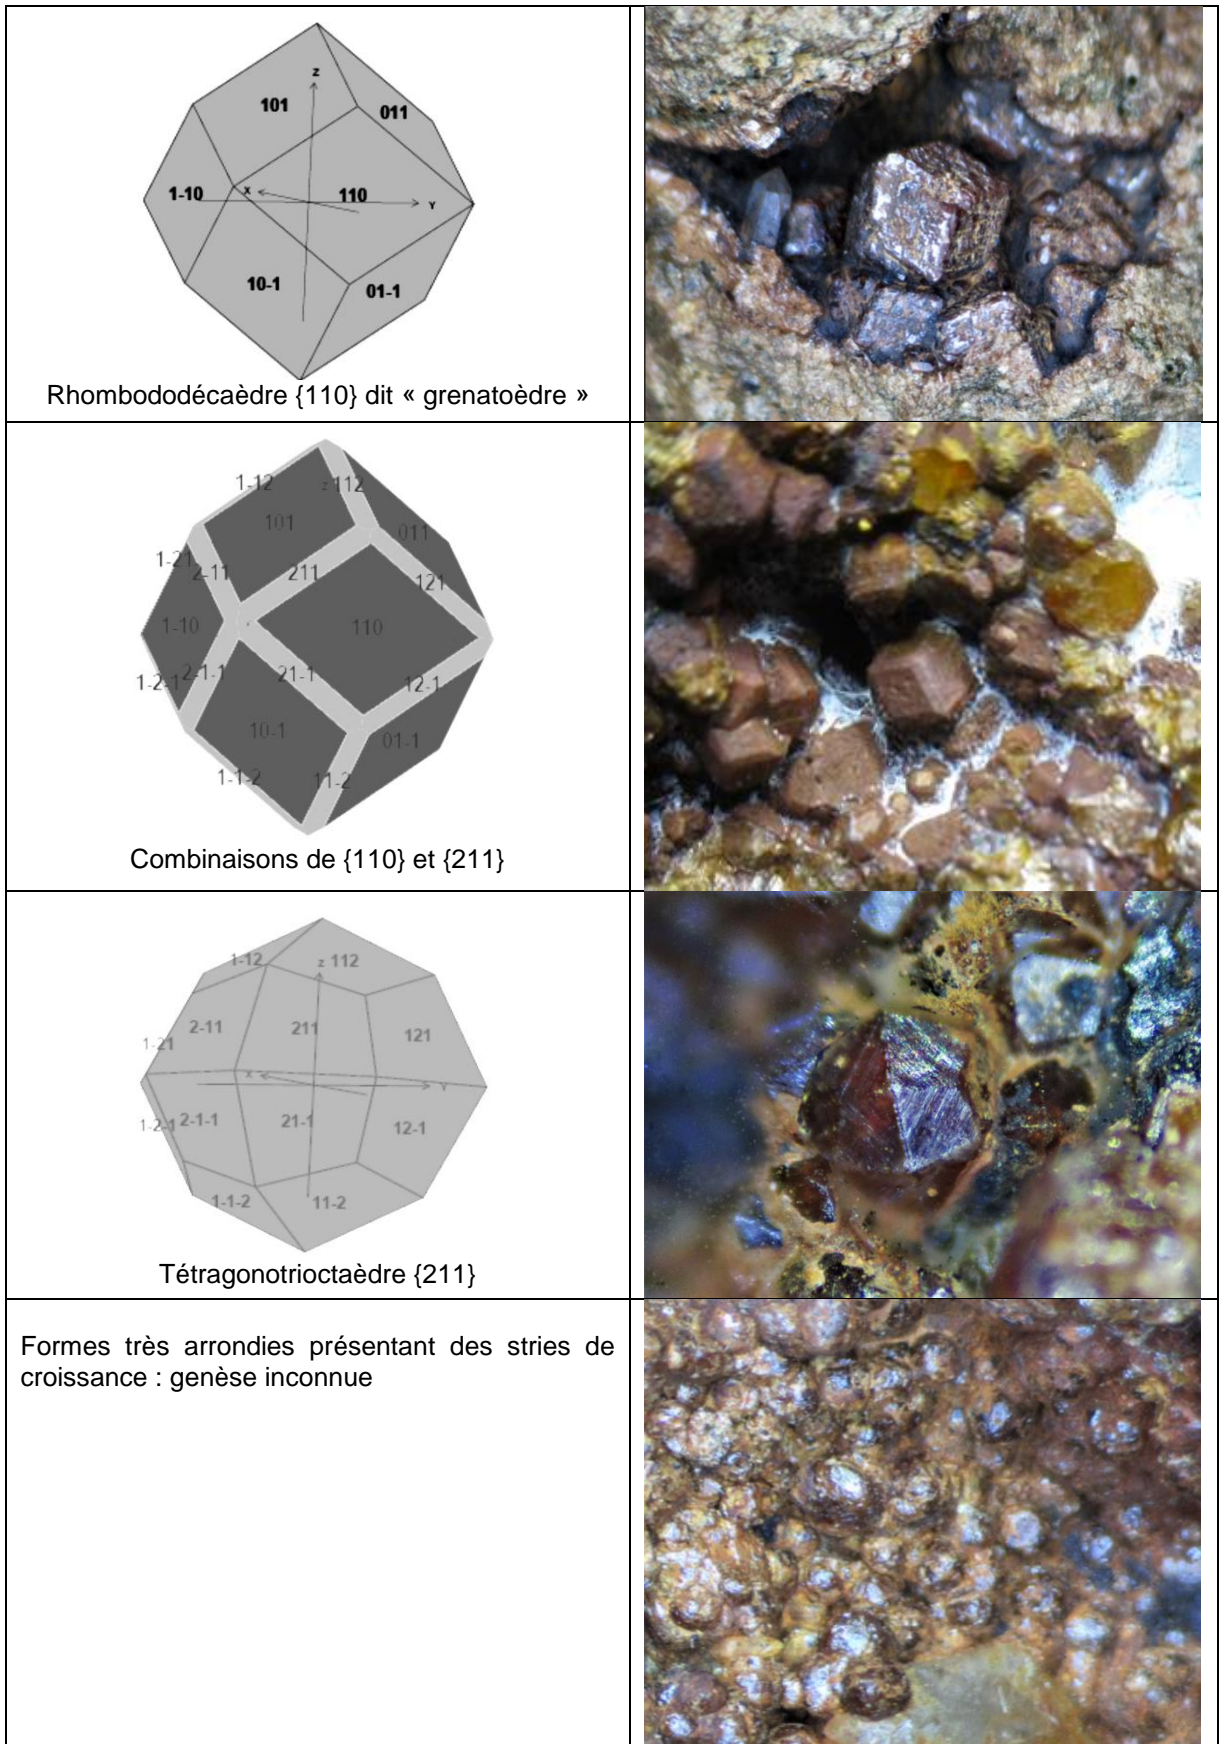 z
101
011
1-10
x
110
Y
10-1
01-1
Rhombododécaèdre {110} dit « grenatoèdre »
1-12
z 112
101
011
1-21
2-11
211
121
1-10
110
1-2-1
2-1-1
21-1
12-1
10-1
01-1
1-1-2
11-2
Combinaisons de {110} et {211}
1-12
z 112
2-11
211
121
1-21
x
Y
1-2-1
2-1-1
21-1
12-1
1-1-2
11-2
Tétragonotrioctaèdre {211}
Formes très arrondies présentant des stries de
croissance : genèse inconnue